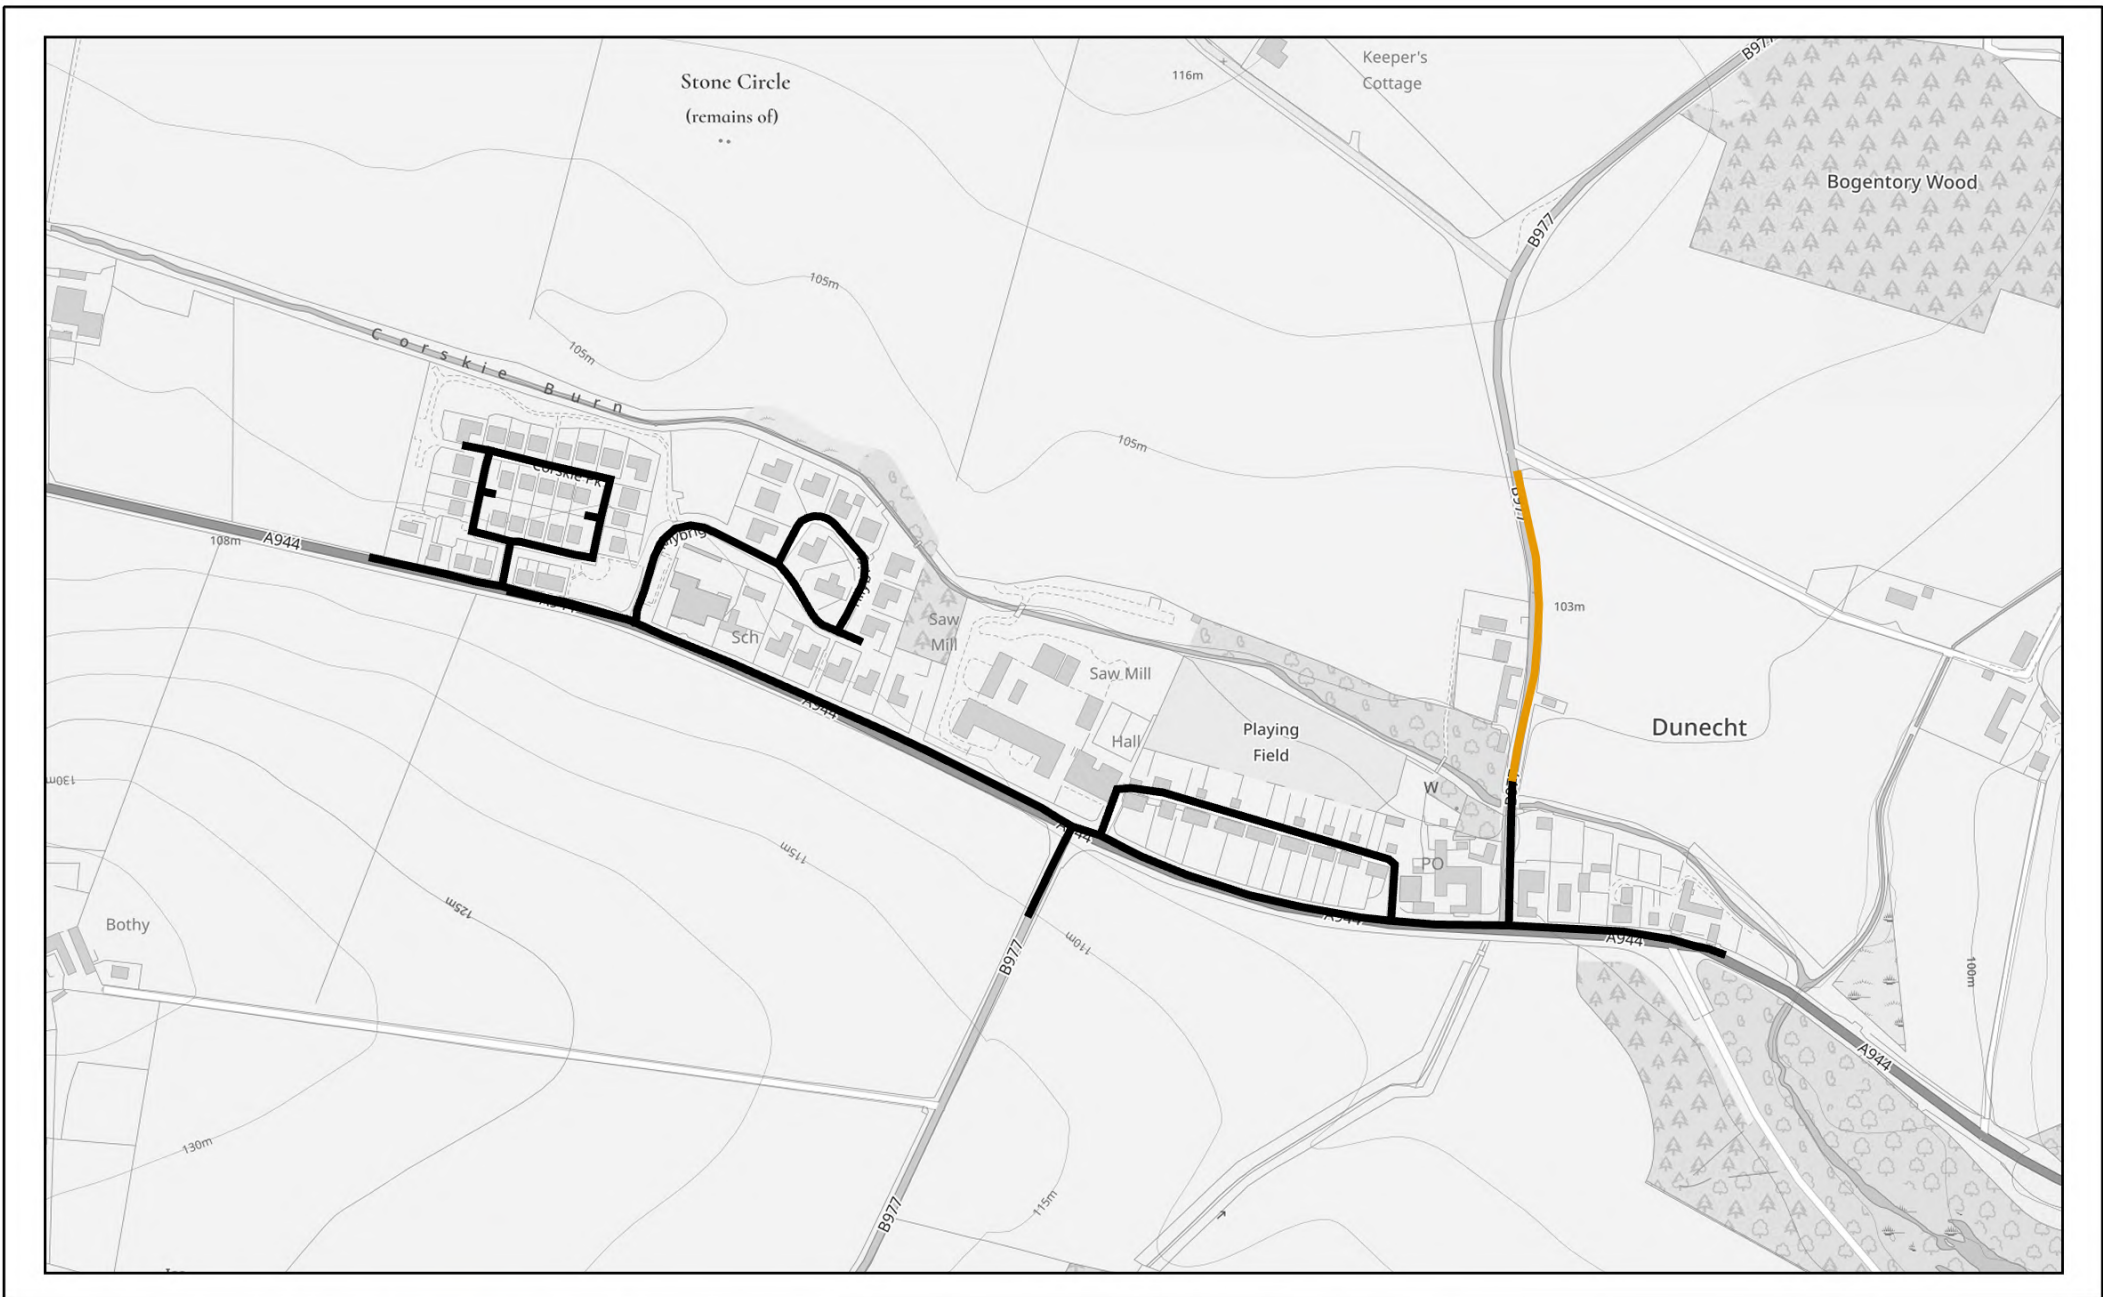 B977
Keeper's
Cottage
116m
Stone Circle
(remains of)
Bogentory Wood
B977
105m
Corskie Burn
105m
105m
Corskie Pk
B977
A944
108m
103m
Saw
Mill
Sch
Saw Mill
A944
Playing
Field
Dunecht
Hall
130m
W
115m
PO
A944
125m
Bothy
A944
A944
110m
B977
100m
A944
130m
115m
B977